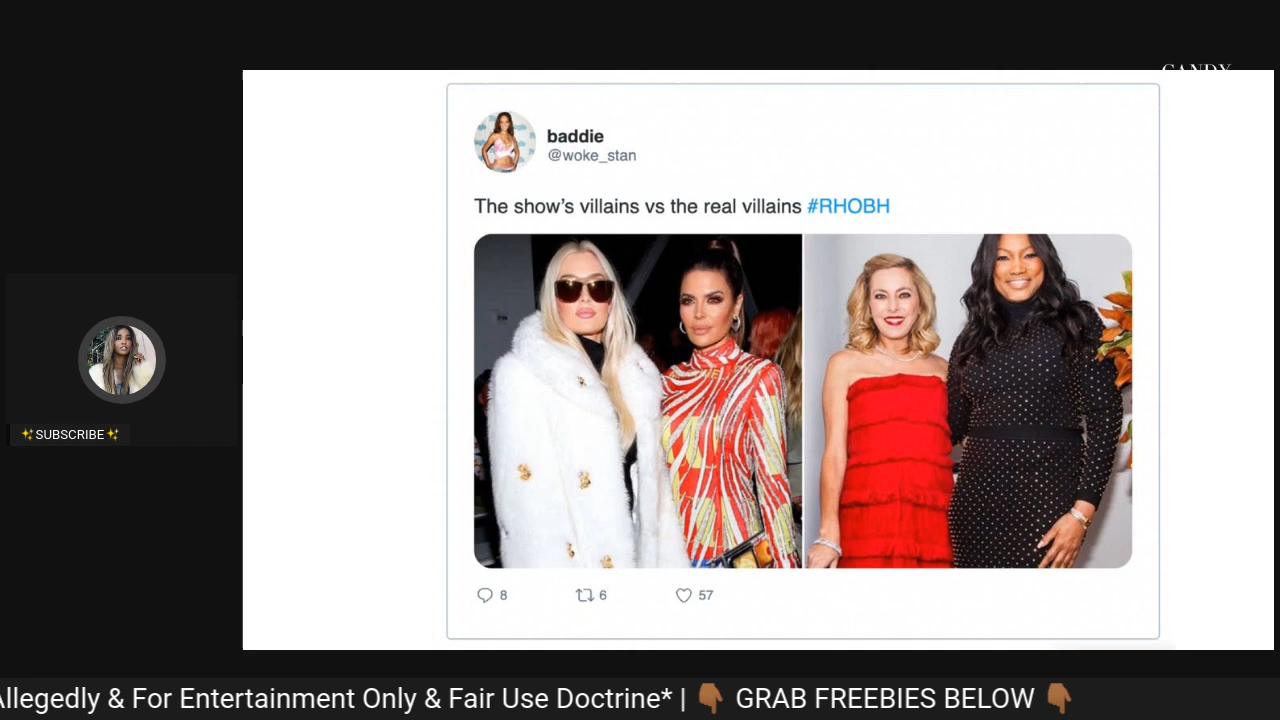 baddie
@woke_stan
The show's villains vs the real villains #RHOBH
8 6 57
✨SUBSCRIBE✨
Allegedly & For Entertainment Only & Fair Use Doctrine* | 👇🏾 GRAB FREEBIES BELOW 👇🏾